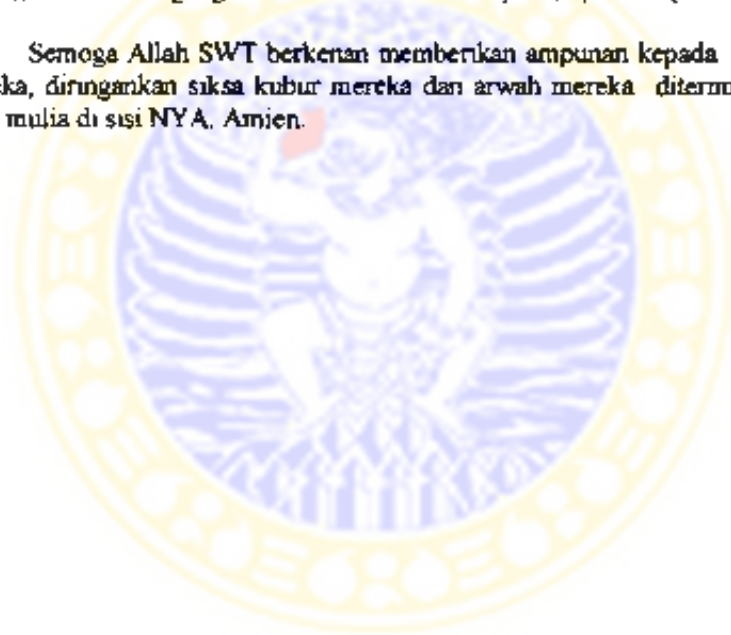 Semoga Allah SWT berkenan memberikan ampunan kepada
ka, diringankan siksa kubur mereka dan arwah mereka diterim
mulia di sisi NYA, Amien.